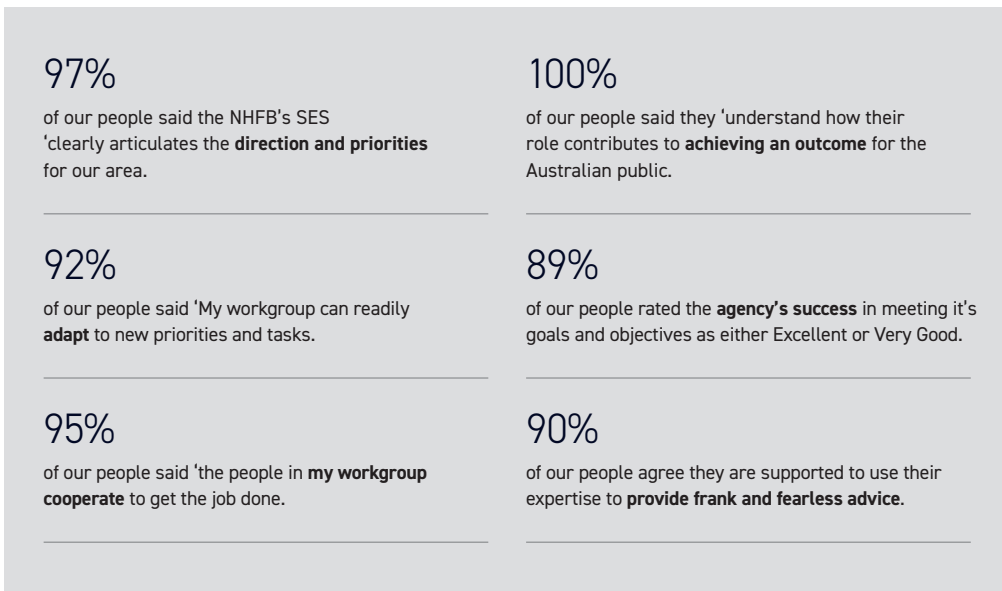 97%
of our people said the NHFB's SES
‘clearly articulates the direction and priorities
for our area.
92%
of our people said ‘My workgroup can readily
adapt to new priorities and tasks.
95%
of our people said ‘the people in my workgroup
cooperate to get the job done.
100%
of our people said they ‘understand how their
role contributes to achieving an outcome for the
Australian public.
89%
of our people rated the agency’s success in meeting it’s
goals and objectives as either Excellent or Very Good.
90%
of our people agree they are supported to use their
expertise to provide frank and fearless advice.